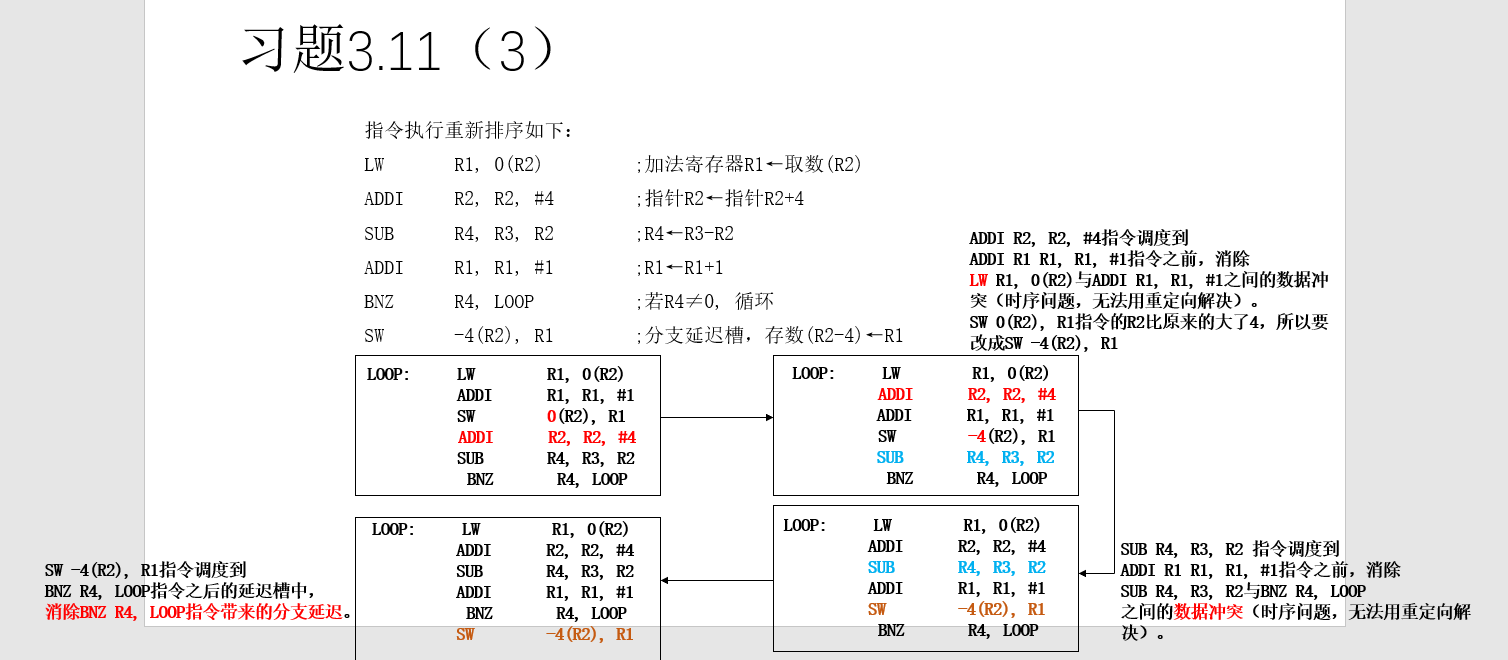 习题3.11（3）
指令执行重新排序如下：
LW R1, 0(R2) ;加法寄存器R1←取数(R2)
ADDI R2, R2, #4 ;指针R2←指针R2+4
SUB R4, R3, R2 ;R4←R3-R2
ADDI R1, R1, #1 ;R1←R1+1
BNZ R4, LOOP ;若R4≠0, 循环
SW -4(R2), R1 ;分支延迟槽，存数(R2-4)←R1
ADDI R2, R2, #4指令调度到
ADDI R1 R1, R1, #1指令之前，消除
LW R1, 0(R2)与ADDI R1, R1, #1之间的数据冲
突（时序问题，无法用重定向解决）。
SW 0(R2), R1指令的R2比原来的大了4，所以要
改成SW -4(R2), R1
LOOP: LW R1, 0(R2)
ADDI R1, R1, #1
SW 0(R2), R1
ADDI R2, R2, #4
SUB R4, R3, R2
BNZ R4, LOOP
LOOP: LW R1, 0(R2)
ADDI R2, R2, #4
ADDI R1, R1, #1
SW -4(R2), R1
SUB R4, R3, R2
BNZ R4, LOOP
SUB R4, R3, R2 指令调度到
ADDI R1 R1, R1, #1指令之前，消除
SUB R4, R3, R2与BNZ R4, LOOP
之间的数据冲突（时序问题，无法用重定向解
决）。
LOOP: LW R1, 0(R2)
ADDI R2, R2, #4
SUB R4, R3, R2
ADDI R1, R1, #1
SW -4(R2), R1
BNZ R4, LOOP
LOOP: LW R1, 0(R2)
ADDI R2, R2, #4
SUB R4, R3, R2
ADDI R1, R1, #1
BNZ R4, LOOP
SW -4(R2), R1
SW -4(R2), R1指令调度到
BNZ R4, LOOP指令之后的延迟槽中，
消除BNZ R4, LOOP指令带来的分支延迟。